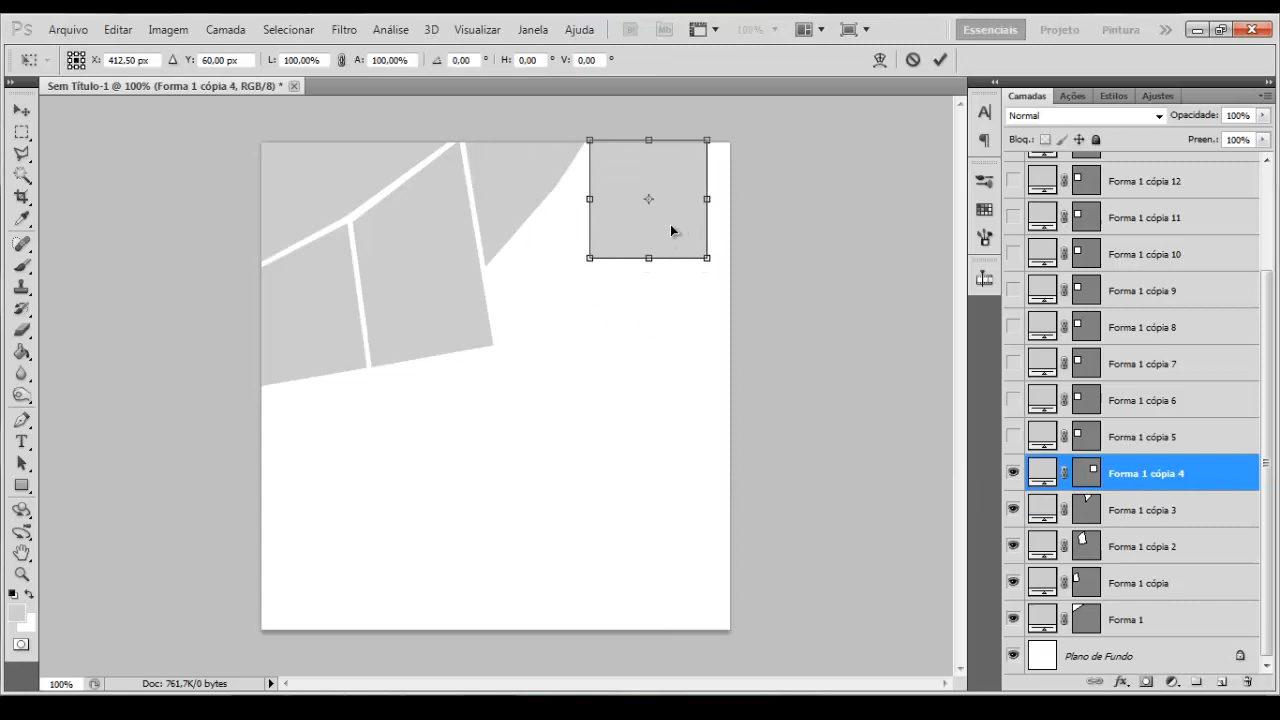 Ps Arquivo Editar Imagem Camada Selecionar Filtro Análise 3D Visualizar Janela Ajuda Br Mb 100% Essenciais Projeto Pintura
X: 412,50 px Y: 60,00 px L: 100,00% A: 100,00% 0,00 ° H: 0,00 ° V: 0,00 °
Sem Título-1 @ 100% (Forma 1 cópia 4, RGB/8) *
Camadas Ações Estilos Ajustes
Normal Opacidade: 100%
Bloq.: Preen.: 100%
Forma 1 cópia 12
Forma 1 cópia 11
Forma 1 cópia 10
Forma 1 cópia 9
Forma 1 cópia 8
Forma 1 cópia 7
Forma 1 cópia 6
Forma 1 cópia 5
Forma 1 cópia 4
Forma 1 cópia 3
Forma 1 cópia 2
Forma 1 cópia
Forma 1
Plano de Fundo
100% Doc: 761,7K/0 bytes